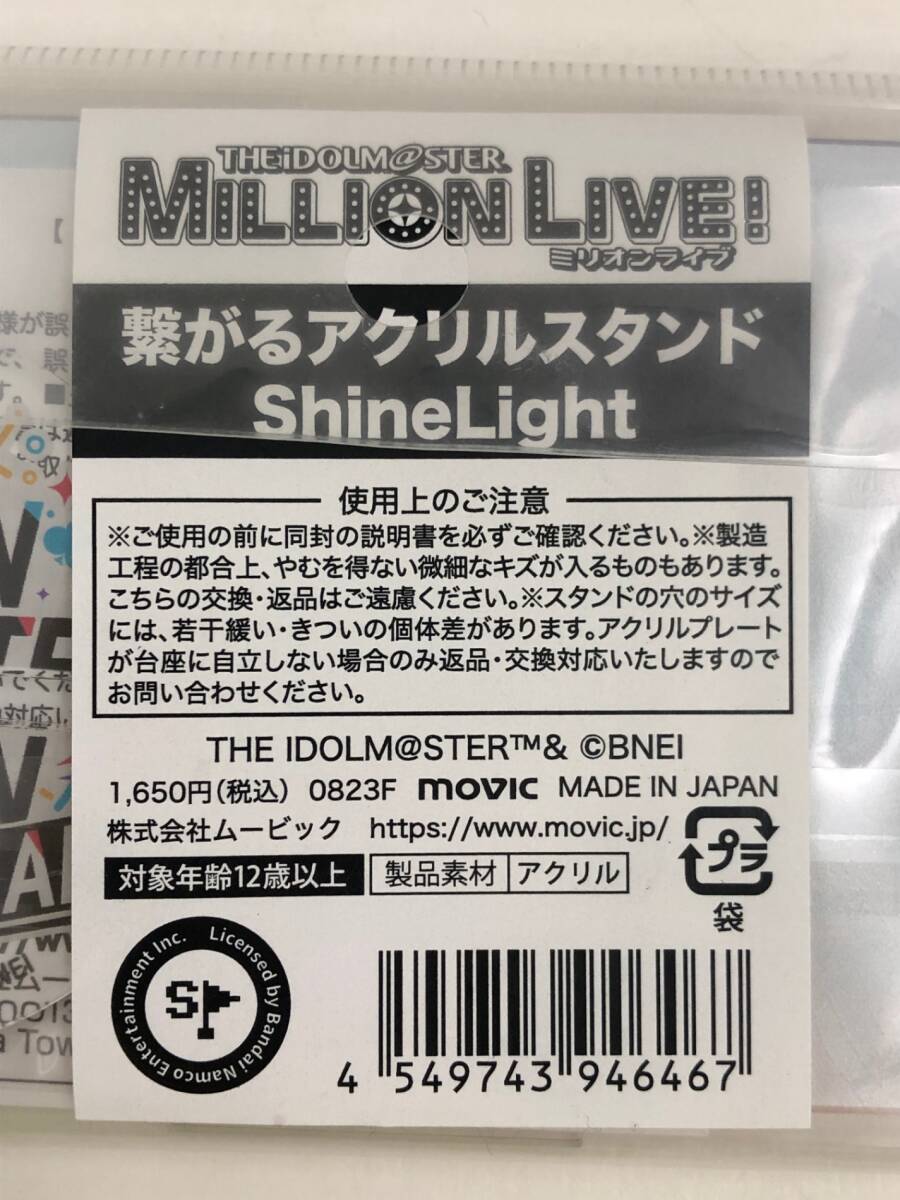 THE iDOLM@STER
MILLION LIVE!
ミリオンライブ
繋がるアクリルスタンド
ShineLight
使用上のご注意
※ご使用の前に同封の説明書を必ずご確認ください。※製造
工程の都合上、やむを得ない微細なキズが入るものもあります。
こちらの交換・返品はご遠慮ください。※スタンドの穴のサイズ
には、若干緩い・きついの個体差があります。アクリルプレート
が台座に自立しない場合のみ返品・交換対応いたしますので
お問い合わせください。
THE IDOLM@STER™& ©BNEI
1,650円(税込) 0823F movic MADE IN JAPAN
株式会社ムービック https://www.movic.jp/
プラ
袋
対象年齢12歳以上 製品素材 アクリル
Licensed by Bandai Namco Entertainment Inc.
SP
4 549743 946467
様が誤
で、誤
す。■
対応い
0013
a Tow